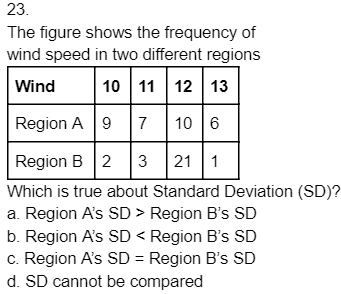 23.
The figure shows the frequency of
wind speed in two different regions
Wind 10 11 12 13
Region A 9 7 10 6
Region B 2 3 21 1
Which is true about Standard Deviation (SD)?
a. Region A's SD > Region B's SD
b. Region A's SD < Region B's SD
c. Region A's SD = Region B's SD
d. SD cannot be compared